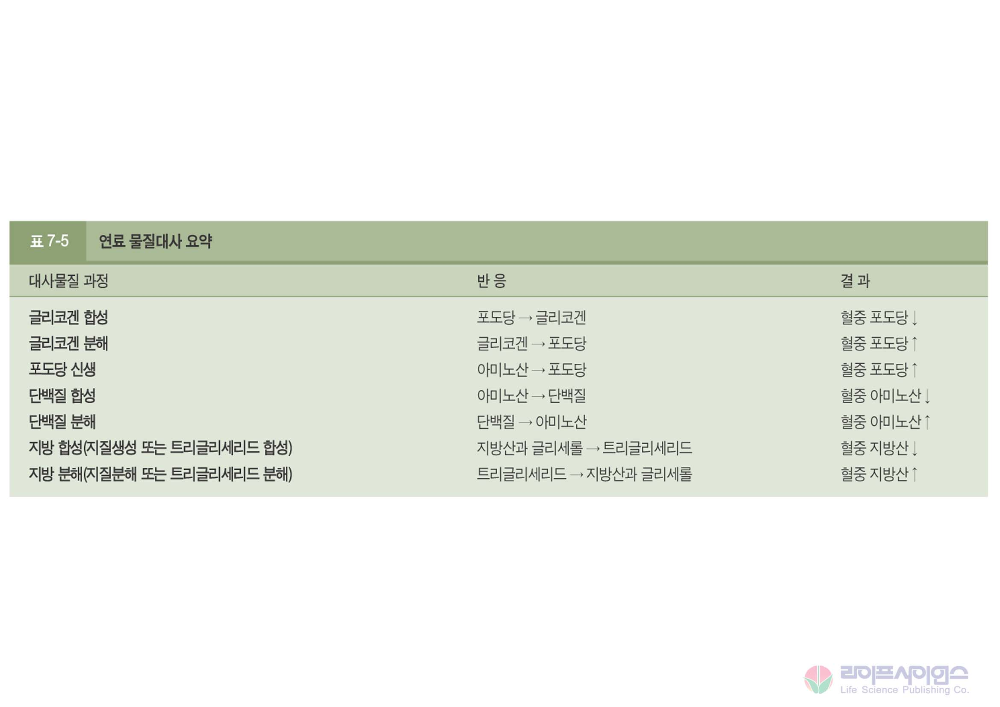 표 7-5 연료 물질대사 요약
대사물질 과정 반 응 결 과
글리코겐 합성 포도당 → 글리코겐 혈중 포도당↓
글리코겐 분해 글리코겐 → 포도당 혈중 포도당↑
포도당 신생 아미노산 → 포도당 혈중 포도당↑
단백질 합성 아미노산 → 단백질 혈중 아미노산↓
단백질 분해 단백질 → 아미노산 혈중 아미노산↑
지방 합성(지질생성 또는 트리글리세리드 합성) 지방산과 글리세롤 → 트리글리세리드 혈중 지방산↓
지방 분해(지질분해 또는 트리글리세리드 분해) 트리글리세리드 → 지방산과 글리세롤 혈중 지방산↑
라이프사이언스
Life Science Publishing Co.